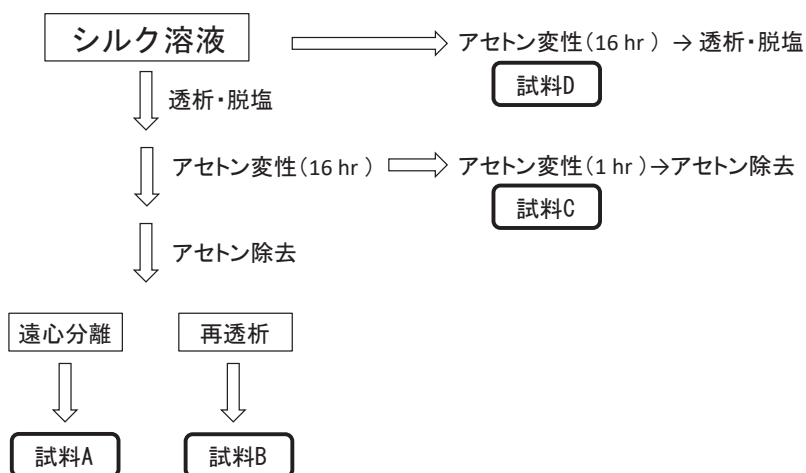 シルク溶液
アセトン変性(16 hr ) → 透析・脱塩
試料D
透析・脱塩
アセトン変性(16 hr )
アセトン変性(1 hr )→アセトン除去
試料C
アセトン除去
遠心分離
再透析
試料A
試料B